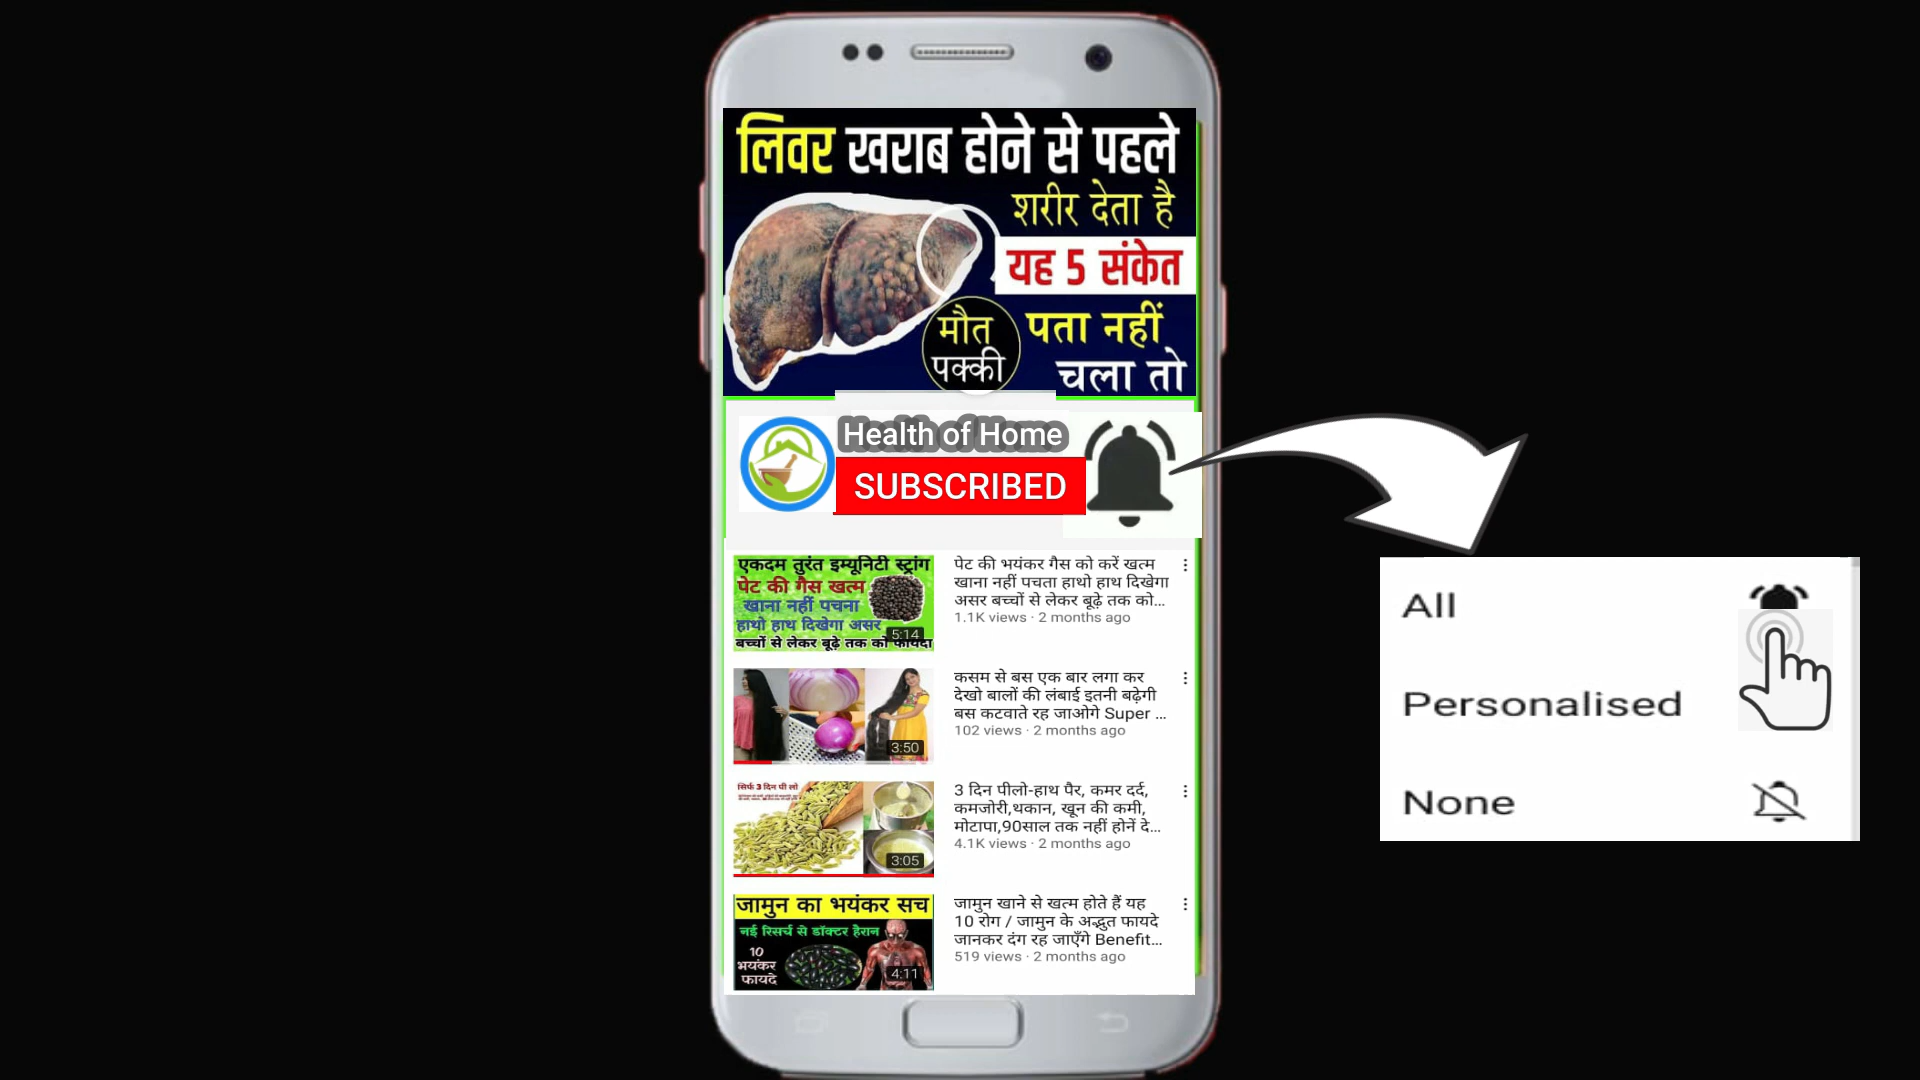 लिवर खराब होने से पहले
शरीर देता है
यह 5 संकेत
मौत
पक्की
पता नहीं
चला तो
Health of Home
SUBSCRIBED
एकदम तुरंत इम्यूनिटी स्ट्रांग
पेट की गैस खत्म
खाना नहीं पचना
हाथो हाथ दिखेगा असर
5:14
बच्चों से लेकर बूढ़े तक को फायदा
पेट की भयंकर गैस को करें खत्म
खाना नहीं पचता हाथो हाथ दिखेगा
असर बच्चों से लेकर बूढ़े तक को...
1.1K views · 2 months ago
3:50
कसम से बस एक बार लगा कर
देखो बालों की लंबाई इतनी बढ़ेगी
बस कटवाते रह जाओगे Super ...
102 views · 2 months ago
सिर्फ 3 दिन पी लो
3:05
3 दिन पीलो-हाथ पैर, कमर दर्द,
कमजोरी,थकान, खून की कमी,
मोटापा,90साल तक नहीं होनें दे...
4.1K views · 2 months ago
जामुन का भयंकर सच
नई रिसर्च से डॉक्टर हैरान
10
भयंकर
फायदे
4:11
जामुन खाने से खत्म होते हैं यह
10 रोग / जामुन के अद्भुत फायदे
जानकर दंग रह जाएँगे Benefit...
519 views · 2 months ago
All
Personalised
None